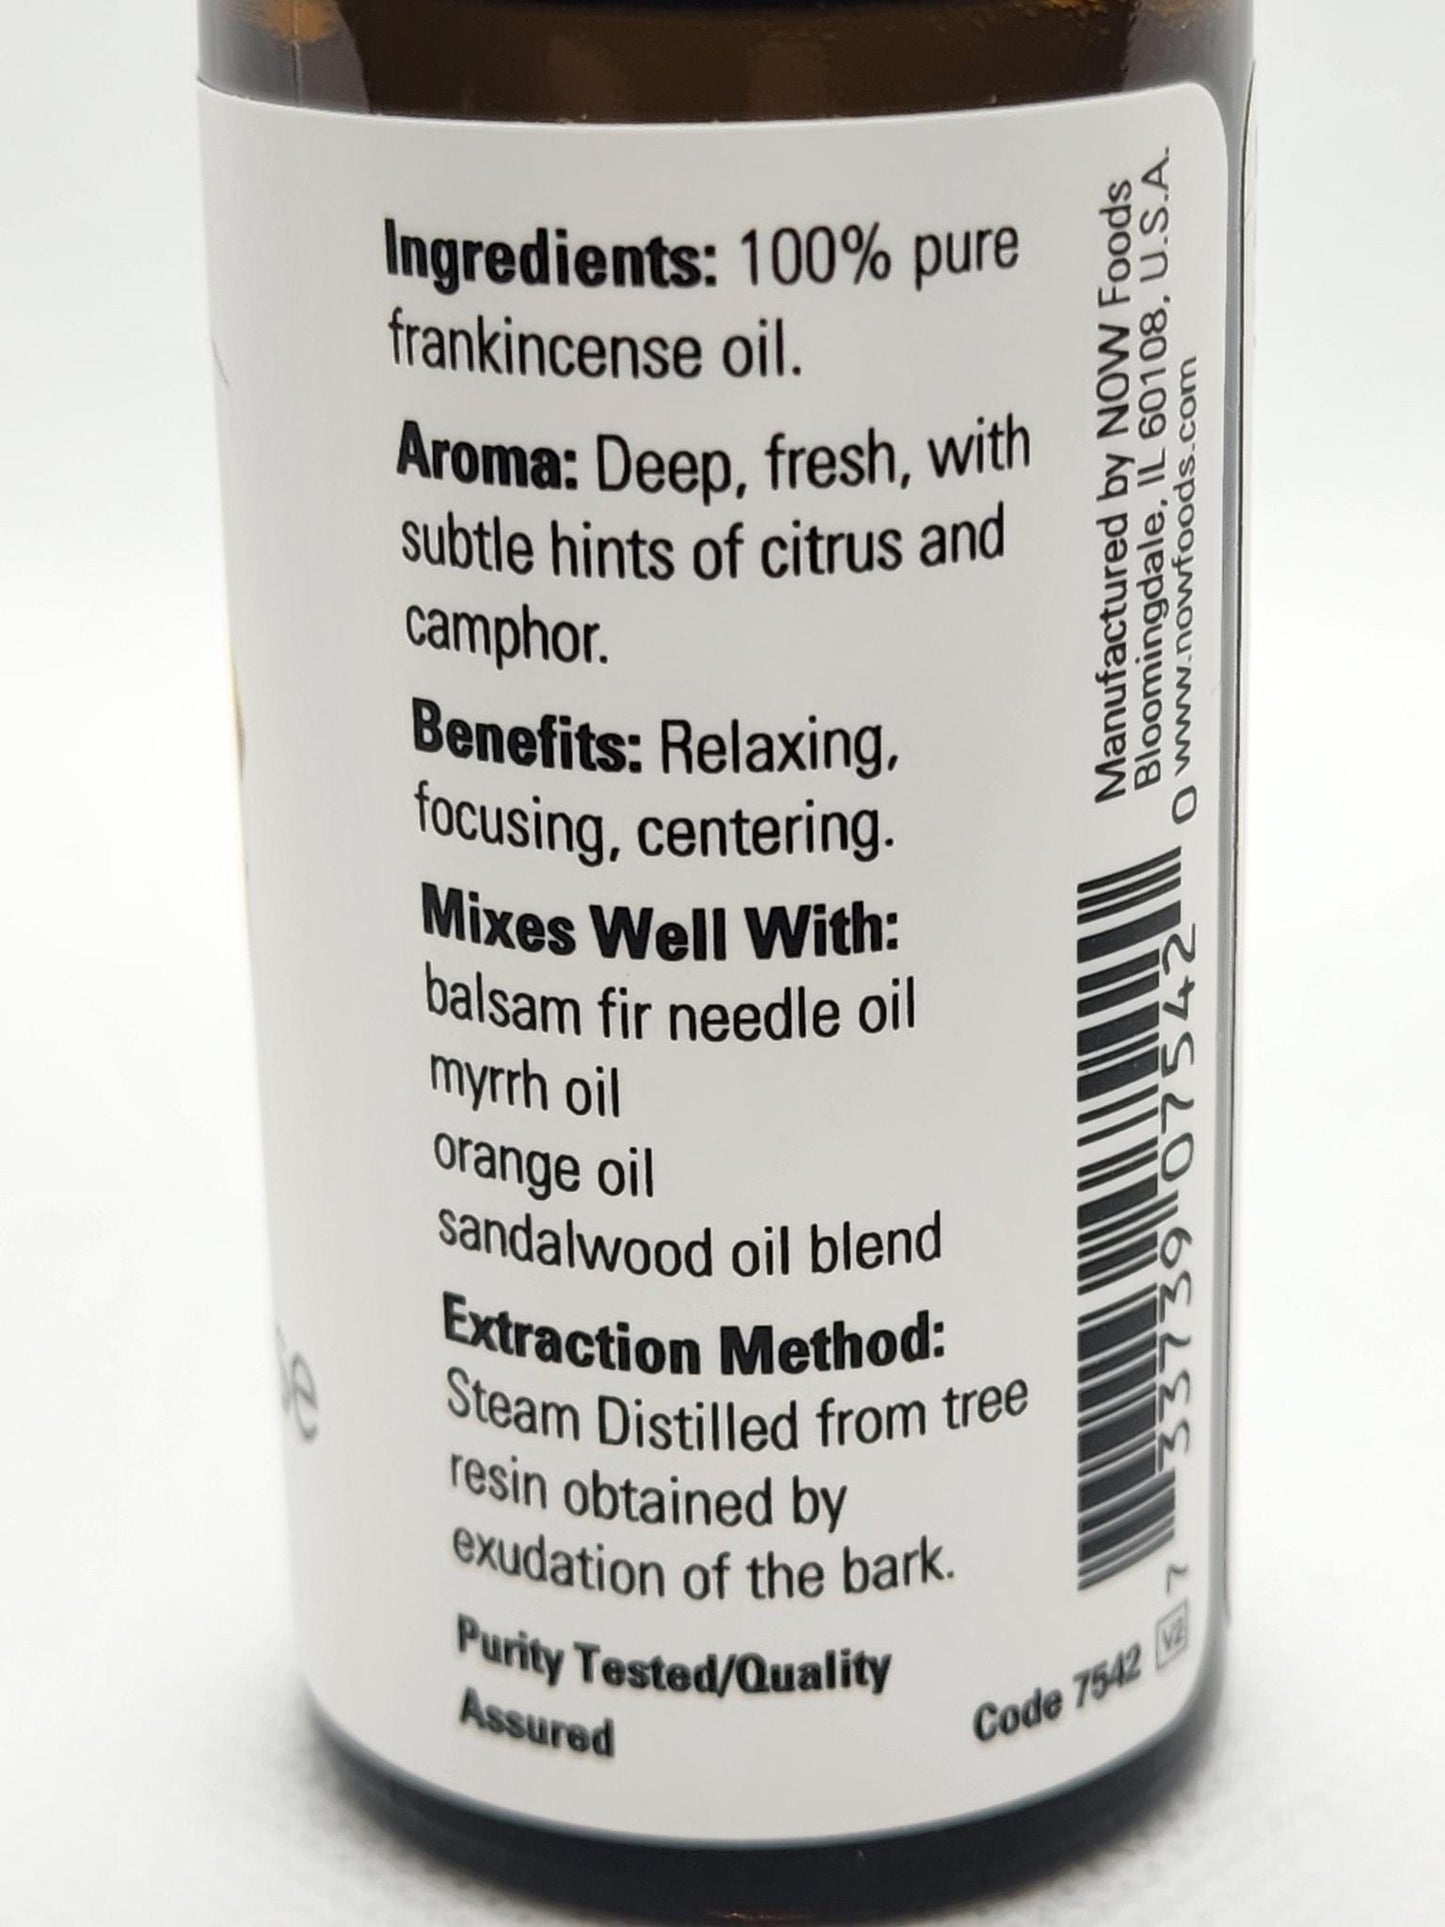 Ingredients: 100% pure
frankincense oil.
Aroma: Deep, fresh, with
subtle hints of citrus and
camphor.
Benefits: Relaxing,
focusing, centering.
Mixes Well With:
balsam fir needle oil
myrrh oil
orange oil
sandalwood oil blend
Extraction Method:
Steam Distilled from tree
resin obtained by
exudation of the bark.
Purity Tested/Quality
Assured
se
Manufactured by NOW Foods
Bloomingdale, IL 60108, U.S.A.
www.nowfoods.com
7 33739 07542 0
Code 7542 V2